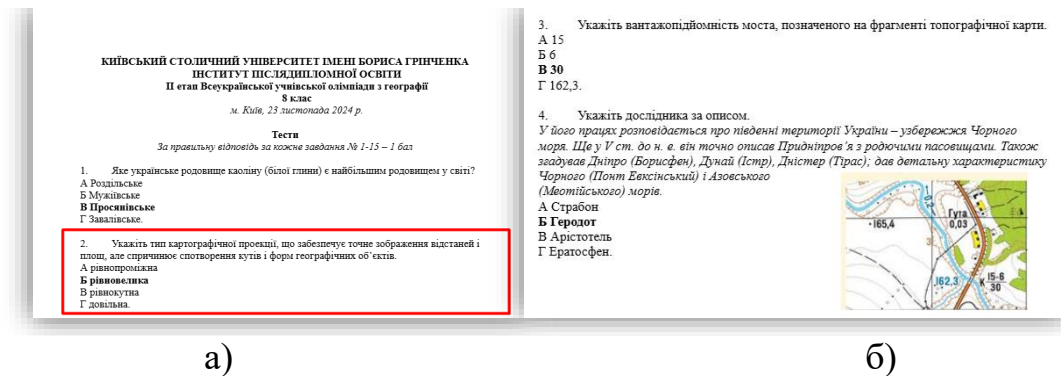 КИЇВСЬКИЙ СТОЛИЧНИЙ УНІВЕРСИТЕТ ІМЕНІ БОРИСА ГРІНЧЕНКА
ІНСТИТУТ ПІСЛЯДИПЛОМНОЇ ОСВІТИ
ІІ етап Всеукраїнської учнівської олімпіади з географії
8 клас
м. Київ, 23 листопада 2024 р.
Тести
За правильну відповідь за кожне завдання № 1-15 – 1 бал
1. Яке українське родовище каоліну (білої глини) є найбільшим родовищем у світі?
А Роздільське
Б Мужіївське
В Просянівське
Г Завалівське.
2. Укажіть тип картографічної проекції, що забезпечує точне зображення відстаней і
площ, але спричинює спотворення кутів і форм географічних об’єктів.
А рівнопроміжна
Б рівновелика
В рівнокутна
Г довільна.
а)
3. Укажіть вантажопідйомність моста, позначеного на фрагменті топографічної карти.
А 15
Б 6
В 30
Г 162,3.
4. Укажіть дослідника за описом.
У його працях розповідається про південні території України – узбережжя Чорного
моря. Ще у V ст. до н. е. він точно описав Придніпров’я з родючими пасовищами. Також
згадував Дніпро (Борисфен), Дунай (Істр), Дністер (Тірас); дав детальну характеристику
Чорного (Понт Евксінський) і Азовського
(Меотійського) морів.
А Страбон
Б Геродот
В Арістотель
Г Ератосфен.
0,2
Гута
0,03
165,4
3
162,3
К 15-6
30
б)